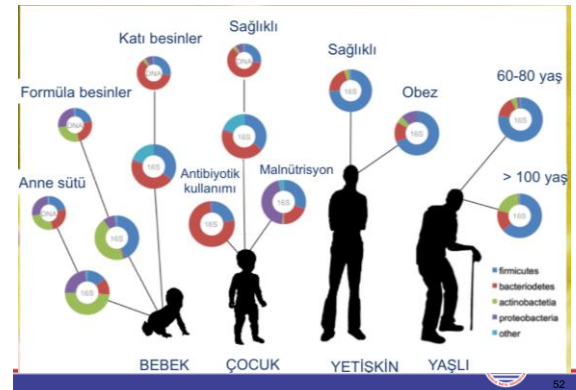 Sağlıklı
Katı besinler
DNA
DNA
Formüla besinler
DNA
16S
16S
Anne sütü
DNA
16S
16S
Antibiyotik
kullanımı
16S
Malnütrisyon
16S
Sağlıklı
16S
Obez
16S
60-80 yaş
16S
> 100 yaş
16S
firmicutes
bacteriodetes
actinobactetia
proteobacteria
other
BEBEK
ÇOCUK
YETİŞKİN
YAŞLI
52